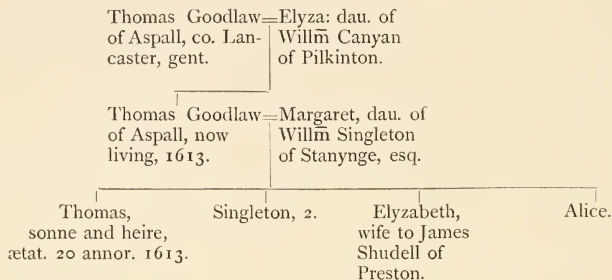 Thomas Goodlaw=Elyza: dau. of
of Aspall, co. Lan- Willm̄ Canyan
caster, gent. of Pilkinton.
Thomas Goodlaw=Margaret, dau. of
of Aspall, now Willm̄ Singleton
living, 1613. of Stanynge, esq.
Thomas, Singleton, 2. Elyzabeth, Alice.
sonne and heire, wife to James
ætat. 20 annor. 1613. Shudell of
Preston.